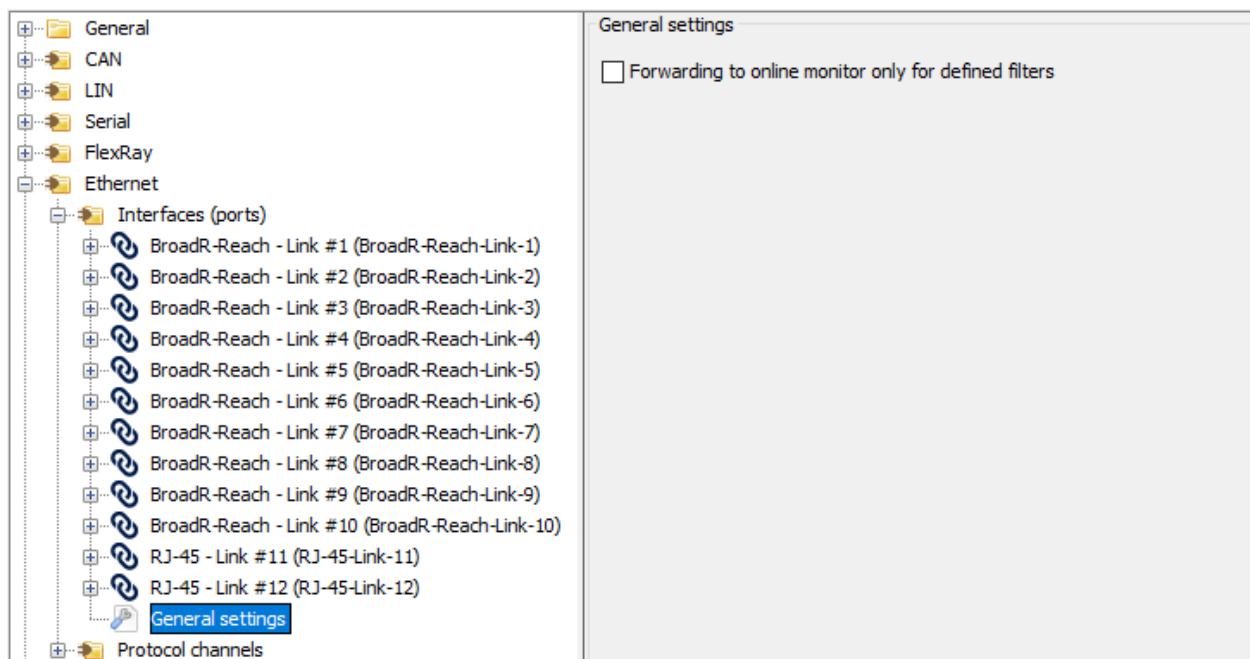 General
CAN
LIN
Serial
FlexRay
Ethernet
Interfaces (ports)
BroadR-Reach - Link #1 (BroadR-Reach-Link-1)
BroadR-Reach - Link #2 (BroadR-Reach-Link-2)
BroadR-Reach - Link #3 (BroadR-Reach-Link-3)
BroadR-Reach - Link #4 (BroadR-Reach-Link-4)
BroadR-Reach - Link #5 (BroadR-Reach-Link-5)
BroadR-Reach - Link #6 (BroadR-Reach-Link-6)
BroadR-Reach - Link #7 (BroadR-Reach-Link-7)
BroadR-Reach - Link #8 (BroadR-Reach-Link-8)
BroadR-Reach - Link #9 (BroadR-Reach-Link-9)
BroadR-Reach - Link #10 (BroadR-Reach-Link-10)
RJ-45 - Link #11 (RJ-45-Link-11)
RJ-45 - Link #12 (RJ-45-Link-12)
General settings
Protocol channels
General settings
Forwarding to online monitor only for defined filters